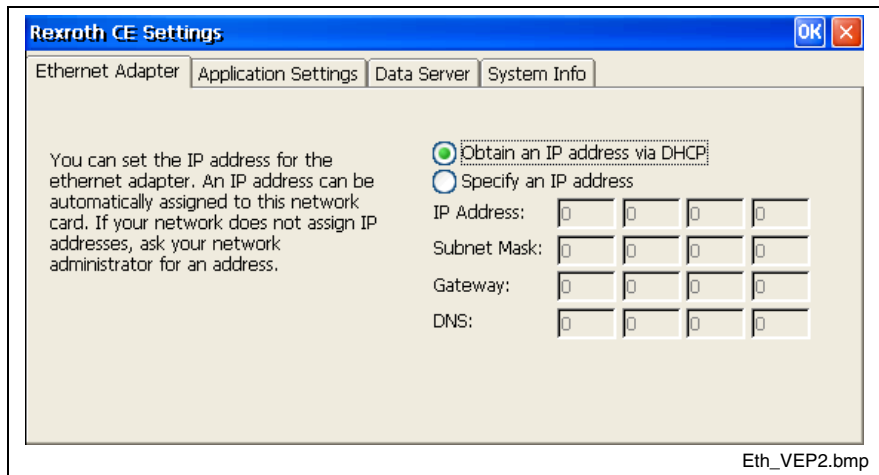 Rexroth CE Settings OK
Ethernet Adapter Application Settings Data Server System Info
You can set the IP address for the
ethernet adapter. An IP address can be
automatically assigned to this network
card. If your network does not assign IP
addresses, ask your network
administrator for an address.
Obtain an IP address via DHCP
Specify an IP address
IP Address: 0 0 0 0
Subnet Mask: 0 0 0 0
Gateway: 0 0 0 0
DNS: 0 0 0 0
Eth_VEP2.bmp